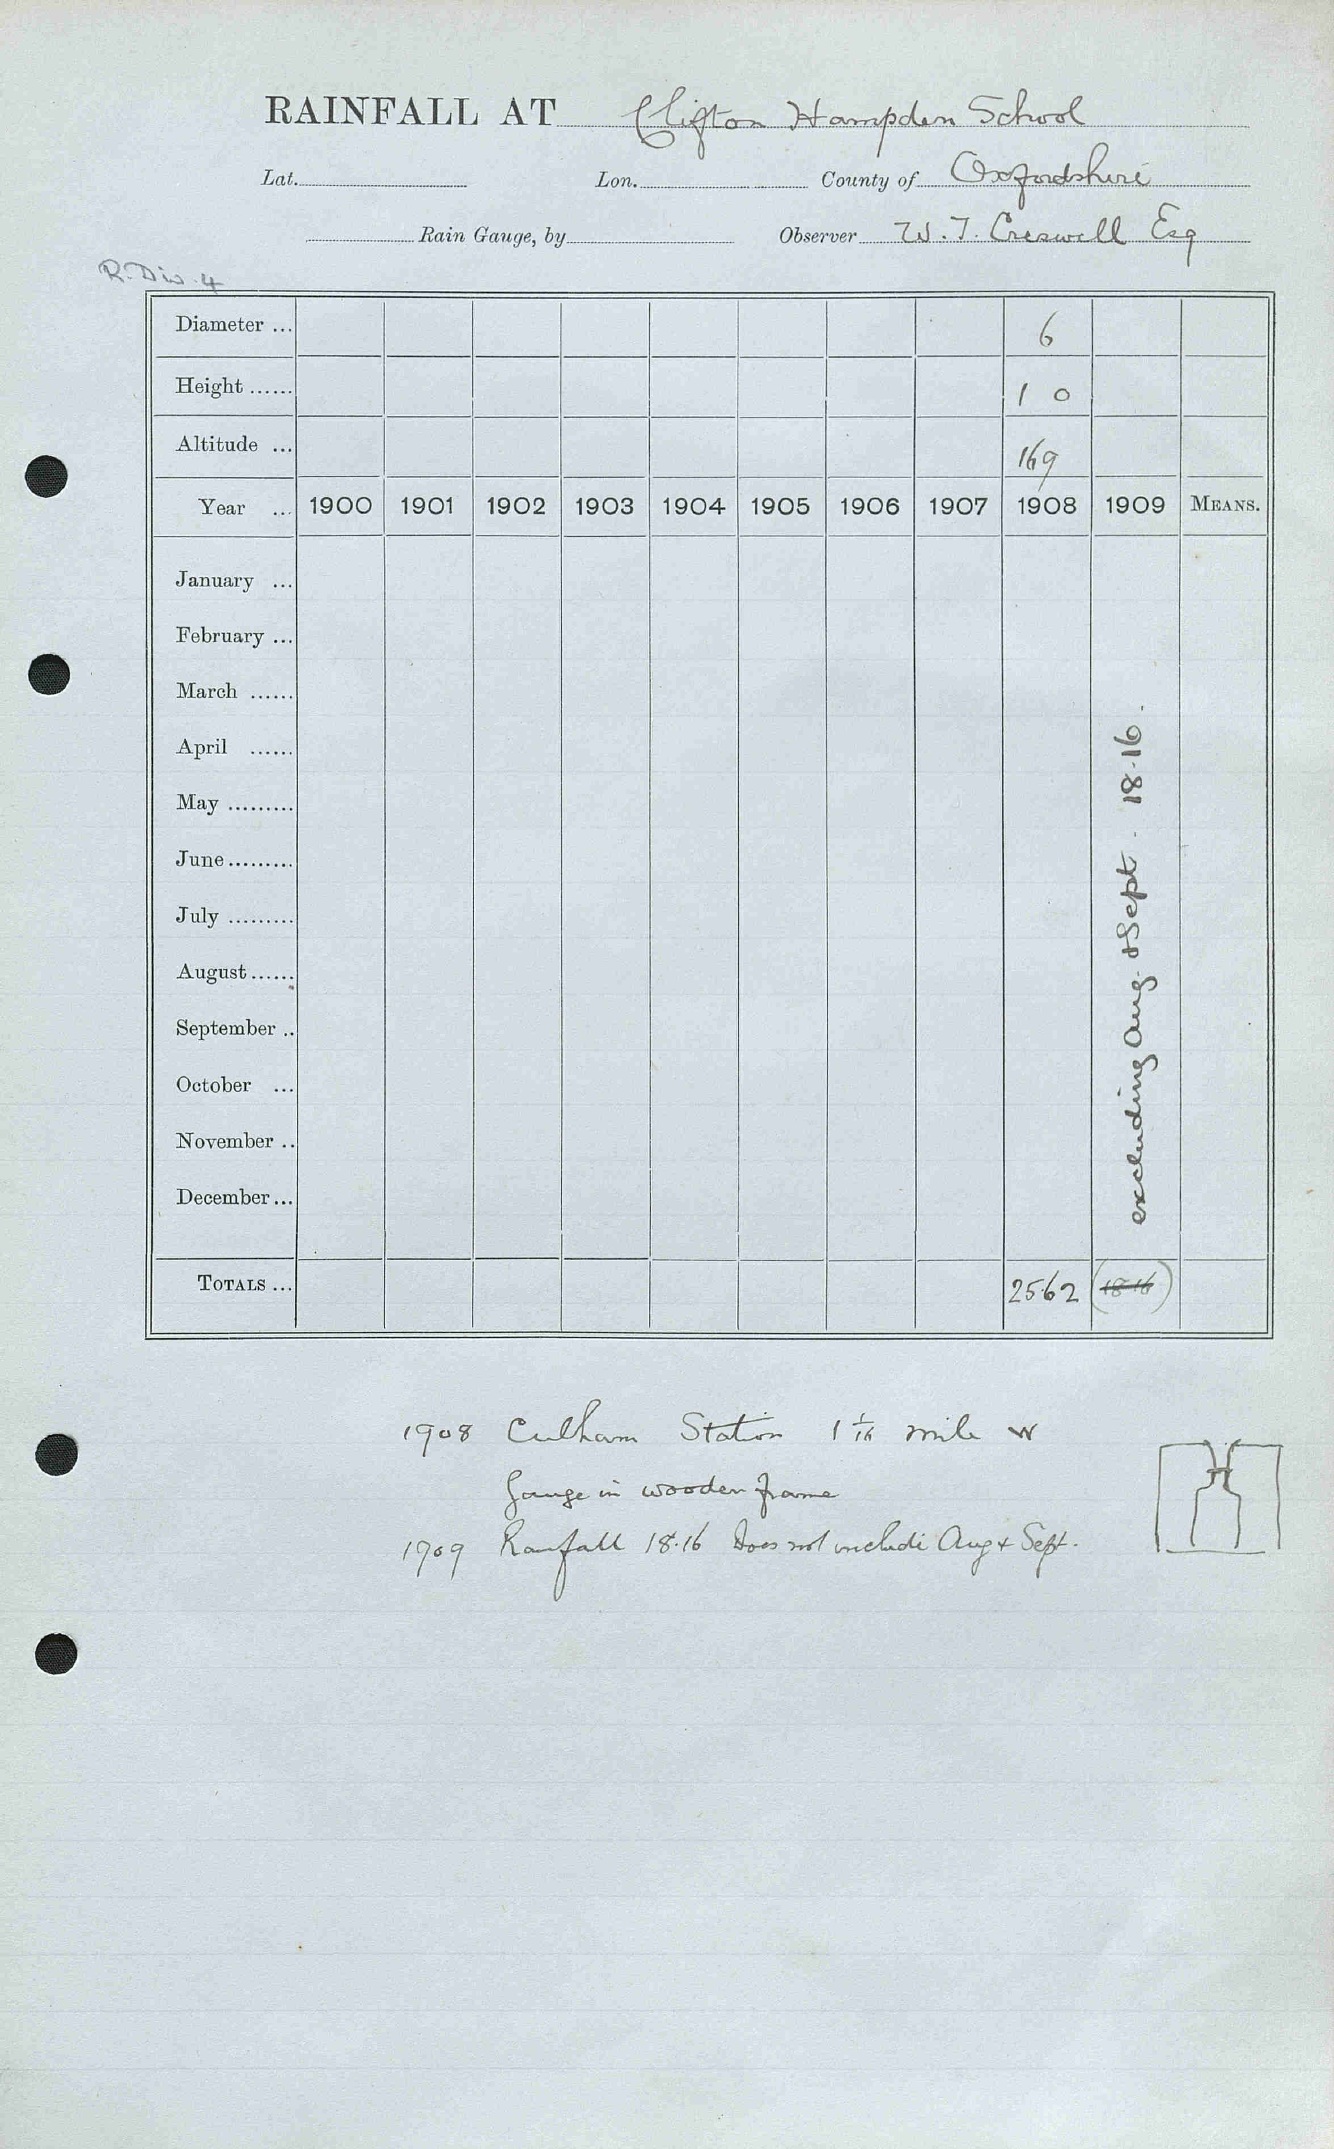 RAINFALL AT Clifton Hampden School
Lat. Lon. County of Oxfordshire
Rain Gauge, by Observer W. T. Creswell Esq
R. Div. 4
Diameter ... 6
Height ...... 1 0
Altitude ... 169
Year ... 1900 1901 1902 1903 1904 1905 1906 1907 1908 1909 MEANS.
January ...
February ...
March ......
April ......
May .........
June .........
July .........
August ......
September ..
October ...
November ..
December ...
excluding Aug. & Sept. 18.16.
TOTALS ... 25.62 (18.16)
1908 Culham Station 1 1/16 mile W
Gauge in wooden frame
1909 Rainfall 18.16 Does not include Aug & Sept.